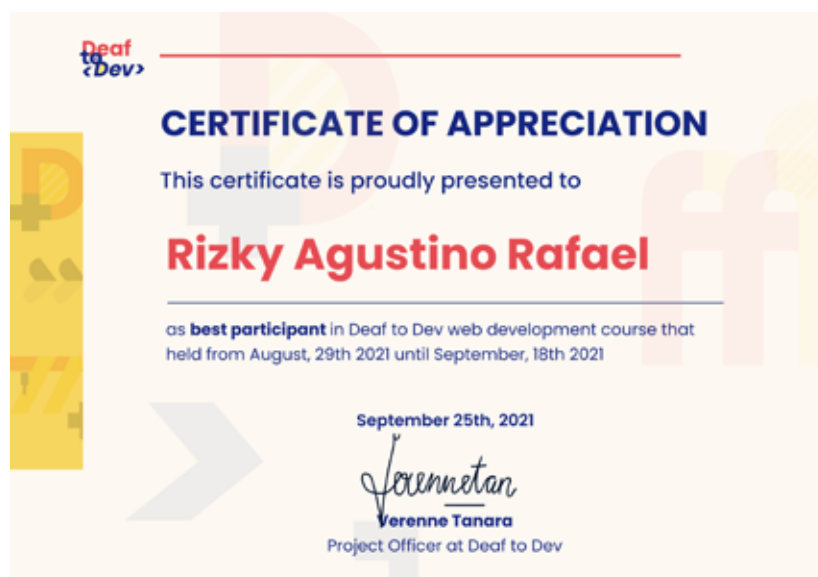 Deaf
to
<Dev>
CERTIFICATE OF APPRECIATION
This certificate is proudly presented to
Rizky Agustino Rafael
as best participant in Deaf to Dev web development course that
held from August, 29th 2021 until September, 18th 2021
September 25th, 2021
Verenne Tanara
Project Officer at Deaf to Dev